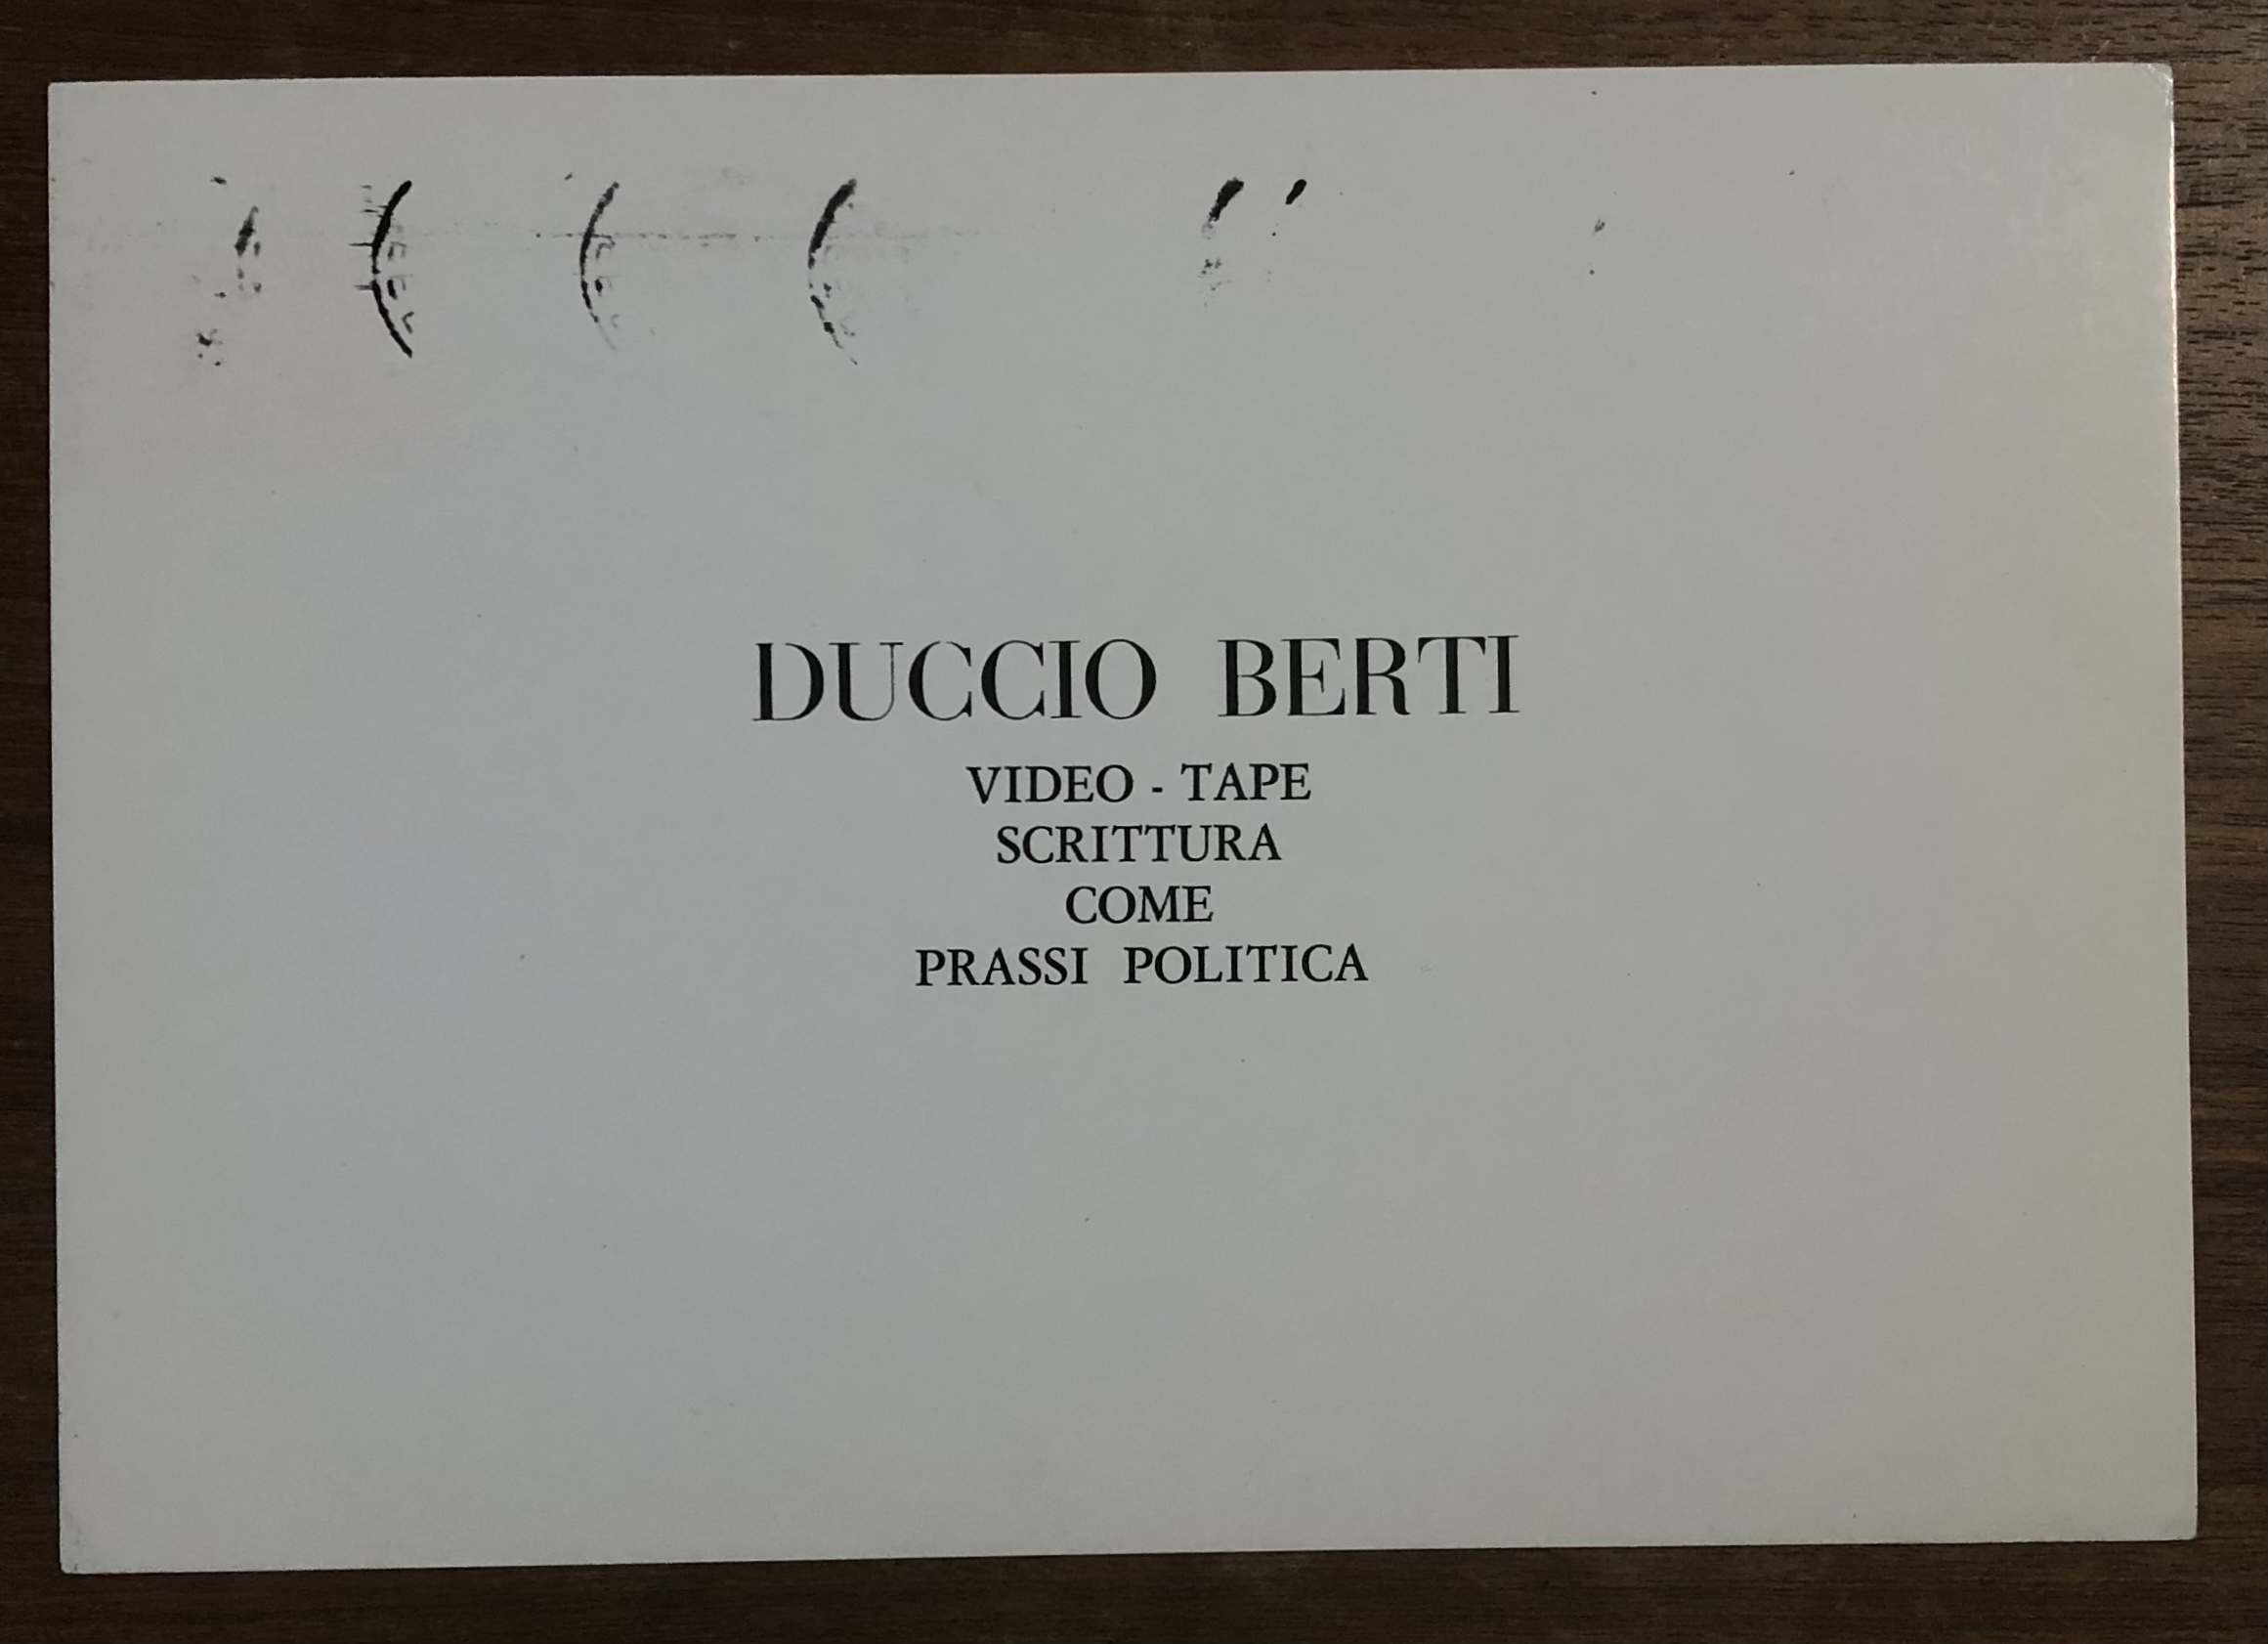 DUCCIO BERTI
VIDEO - TAPE
SCRITTURA
COME
PRASSI POLITICA